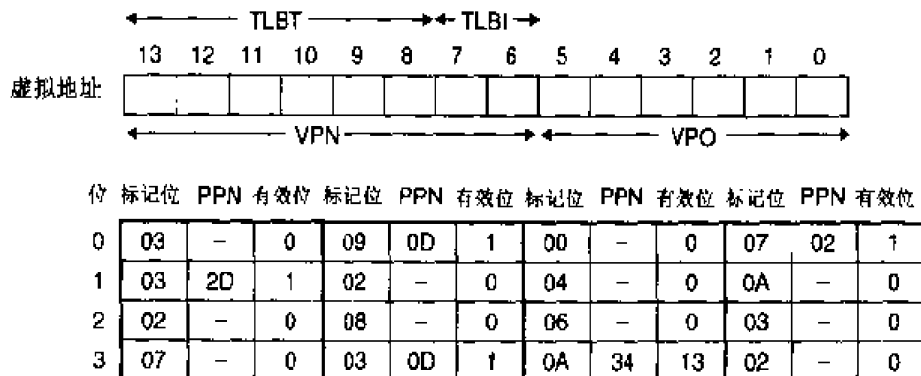 TLBT TLBI
13 12 11 10 9 8 7 6 5 4 3 2 1 0
虚拟地址
VPN VPO
位 标记位 PPN 有效位 标记位 PPN 有效位 标记位 PPN 有效位 标记位 PPN 有效位
0 03 – 0 09 0D 1 00 – 0 07 02 1
1 03 2D 1 02 – 0 04 – 0 0A – 0
2 02 – 0 08 – 0 06 – 0 03 – 0
3 07 – 0 03 0D 1 0A 34 13 02 – 0